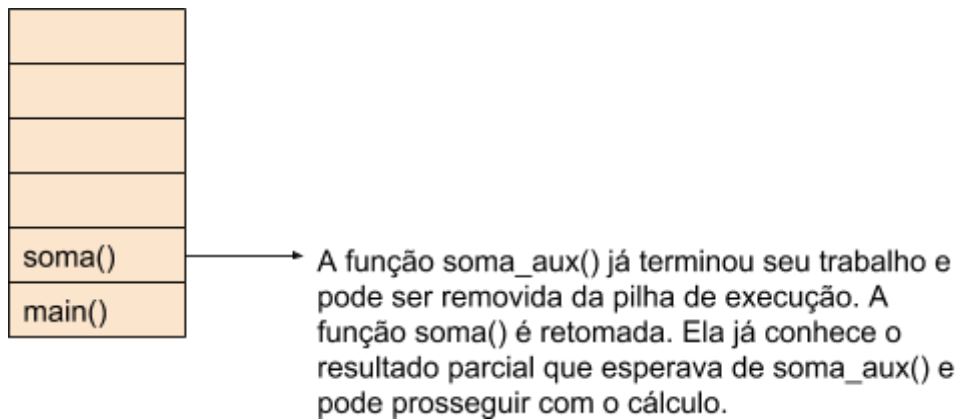 soma()
main()
A função soma_aux() já terminou seu trabalho e
pode ser removida da pilha de execução. A
função soma() é retomada. Ela já conhece o
resultado parcial que esperava de soma_aux() e
pode prosseguir com o cálculo.